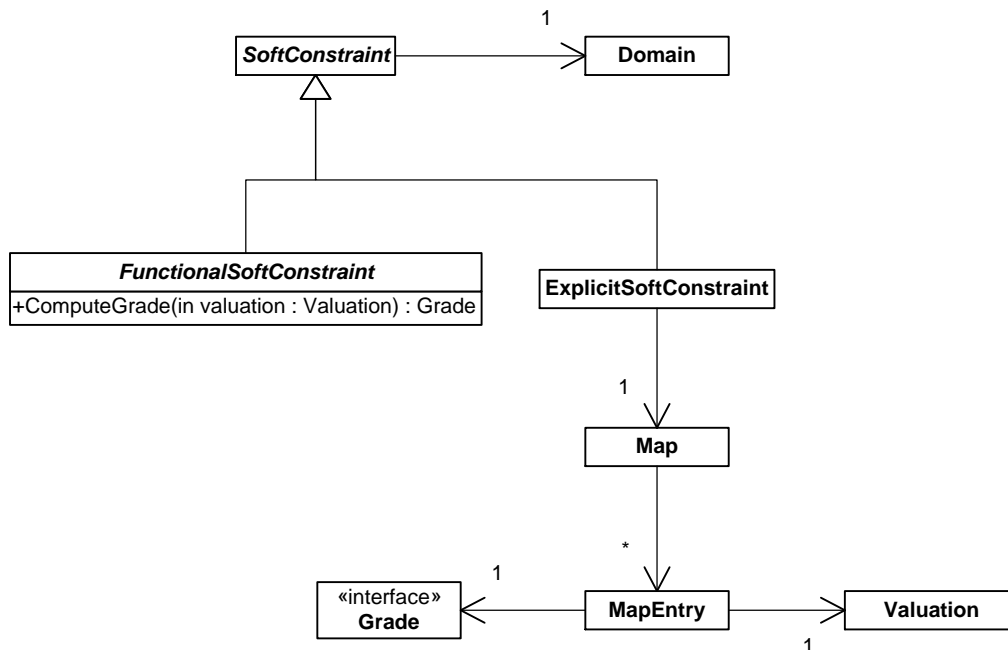 1
SoftConstraint
Domain
FunctionalSoftConstraint
+ComputeGrade(in valuation : Valuation) : Grade
ExplicitSoftConstraint
1
Map
*
1
«interface»
Grade
MapEntry
Valuation
1